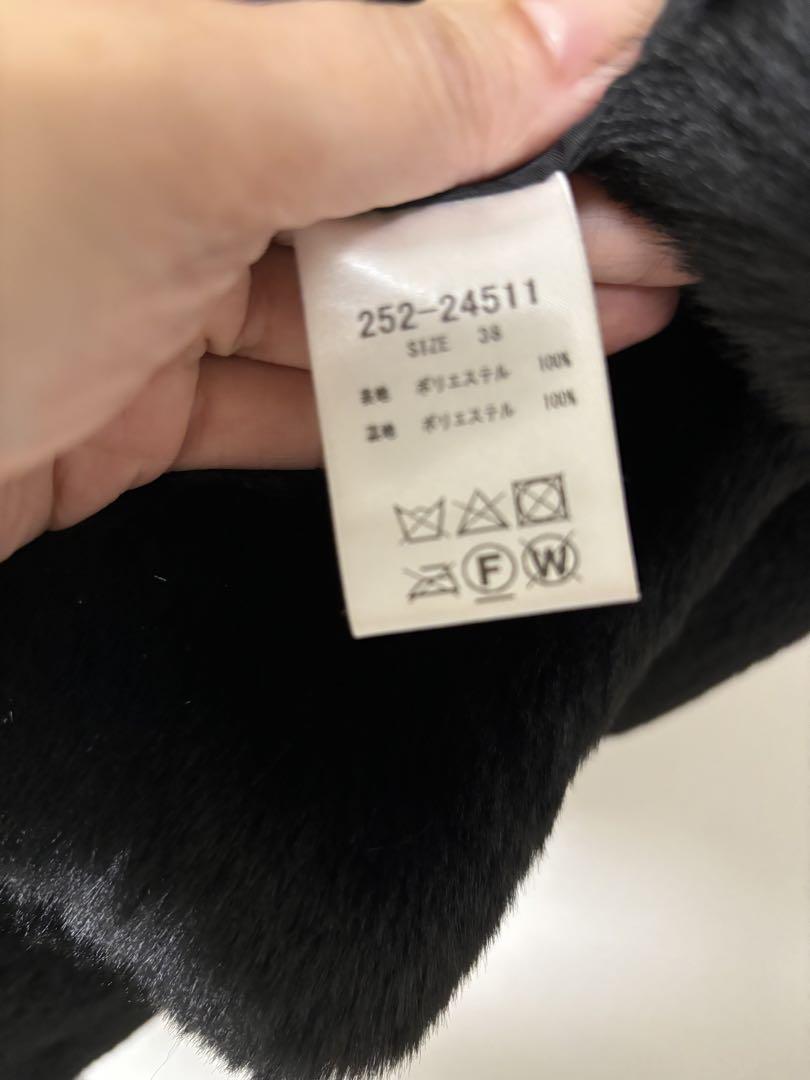 252-24511
SIZE 38
表地 ポリエステル 100%
裏地 ポリエステル 100%
F W